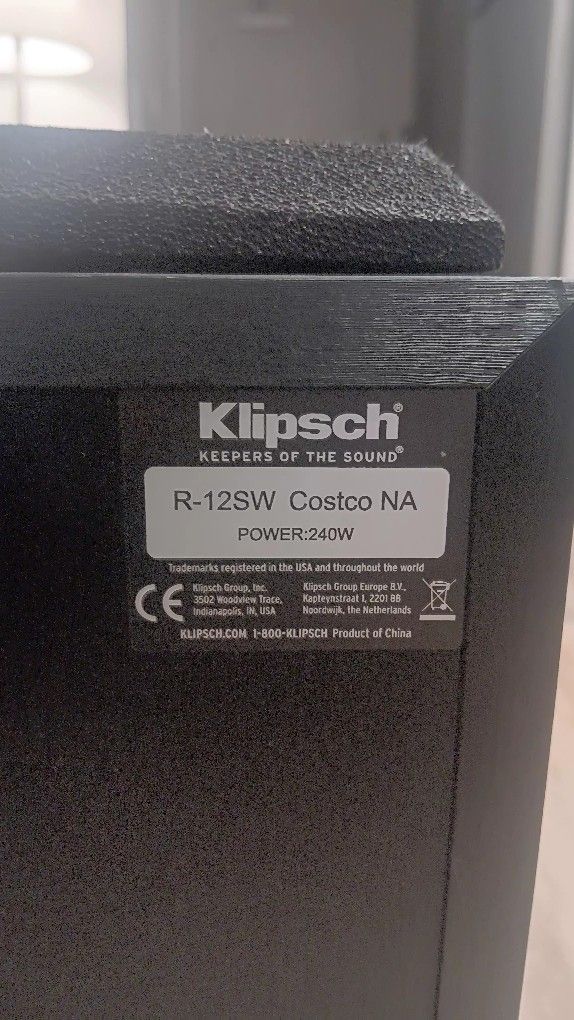 Klipsch®
KEEPERS OF THE SOUND®
R-12SW Costco NA
POWER:240W
Trademarks registered in the USA and throughout the world
CE
Klipsch Group, Inc.
3502 Woodview Trace,
Indianapolis, IN, USA
Klipsch Group Europe B.V.,
Kapteynstraat 1, 2201 BB
Noordwijk, the Netherlands
KLIPSCH.COM 1-800-KLIPSCH Product of China